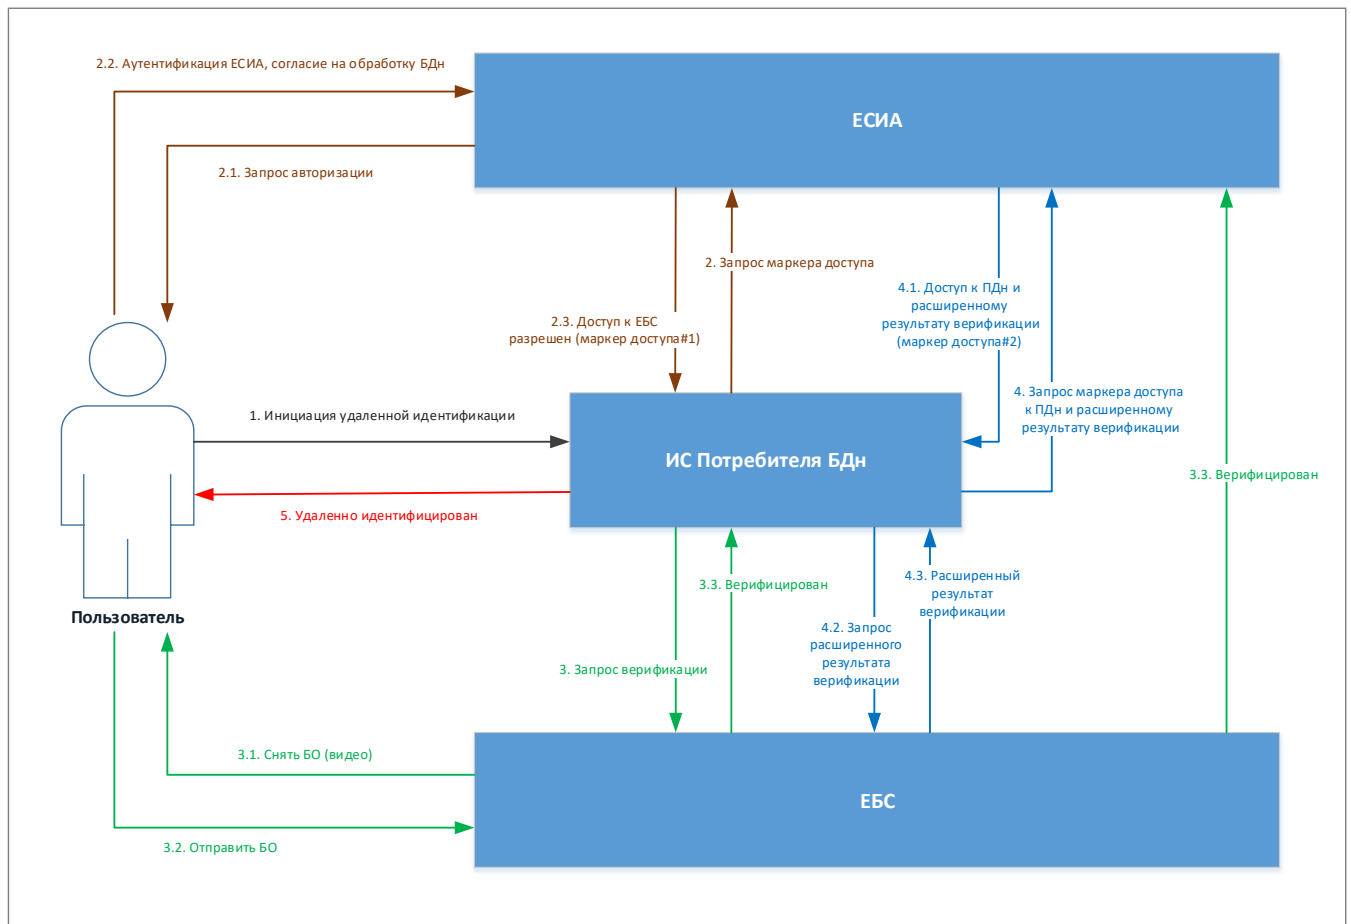 2.2. Аутентификация ЕСИА, согласие на обработку БДн
ЕСИА
2.1. Запрос авторизации
2. Запрос маркера доступа
4.1. Доступ к ПДн и
расширенному
результату верификации
(маркер доступа#2)
2.3. Доступ к ЕБС
разрешен (маркер доступа#1)
4. Запрос маркера доступа
к ПДн и расширенному
результату верификации
1. Инициация удаленной идентификации
ИС Потребителя БДн
3.3. Верифицирован
5. Удаленно идентифицирован
3.3. Верифицирован
4.3. Расширенный
результат
верификации
Пользователь
4.2. Запрос
расширенного
результата
верификации
3. Запрос верификации
3.1. Снять БО (видео)
ЕБС
3.2. Отправить БО